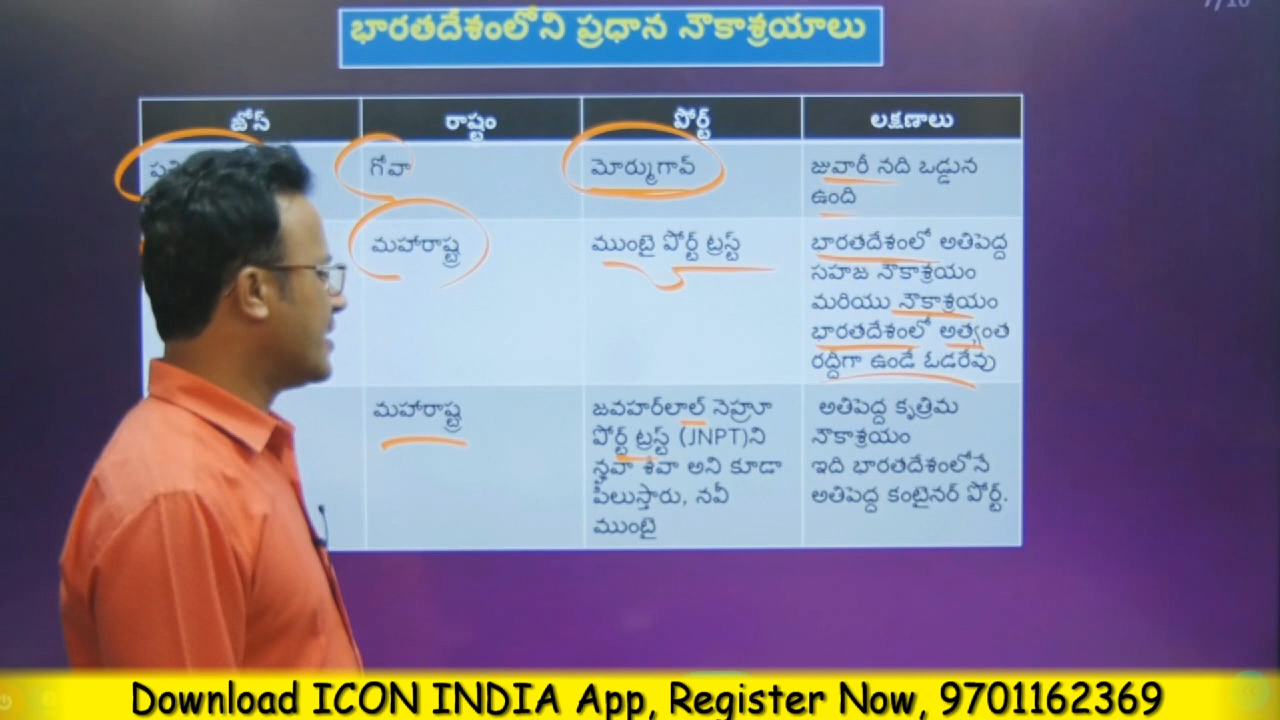 7/10
భారతదేశంలోని ప్రధాన నౌకాశ్రయాలు
జోన్ రాష్ట్రం పోర్ట్ లక్షణాలు
గోవా మోర్ముగావ్ జువారీ నది ఒడ్డున
ఉంది
మహారాష్ట్ర ముంబై పోర్ట్ ట్రస్ట్ భారతదేశంలో అతిపెద్ద
సహజ నౌకాశ్రయం
మరియు నౌకాశ్రయం
భారతదేశంలో అత్యంత
రద్దీగా ఉండే ఓడరేవు
మహారాష్ట్ర జవహర్‌లాల్ నెహ్రూ అతిపెద్ద కృత్రిమ
పోర్ట్ ట్రస్ట్ (JNPT)ని నౌకాశ్రయం
న్హవా శేవా అని కూడా ఇది భారతదేశంలోనే
పిలుస్తారు, నవీ అతిపెద్ద కంటైనర్ పోర్ట్.
ముంబై
Download ICON INDIA App, Register Now, 9701162369